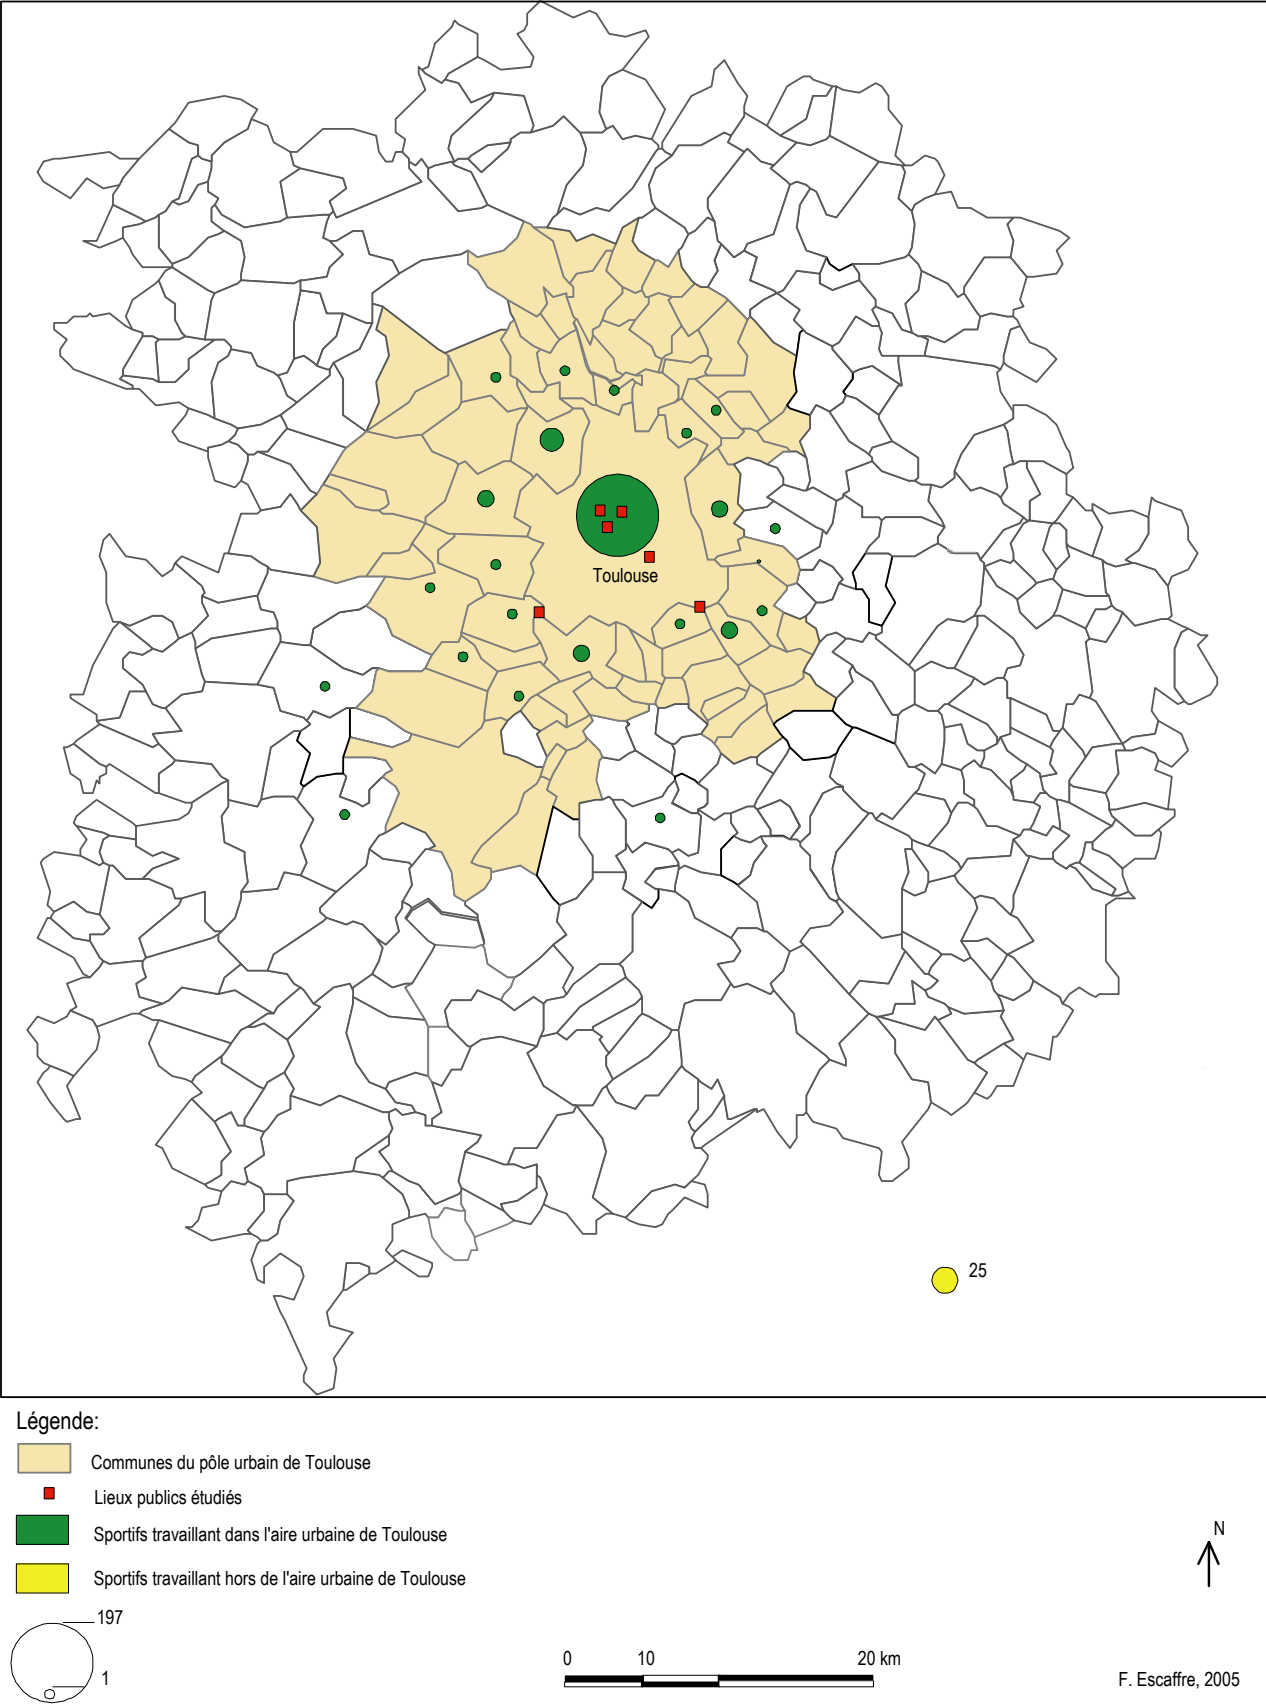 Toulouse
25
Légende:
Communes du pôle urbain de Toulouse
Lieux publics étudiés
Sportifs travaillant dans l'aire urbaine de Toulouse
Sportifs travaillant hors de l'aire urbaine de Toulouse
N
197
1
0 10 20 km
F. Escaffre, 2005